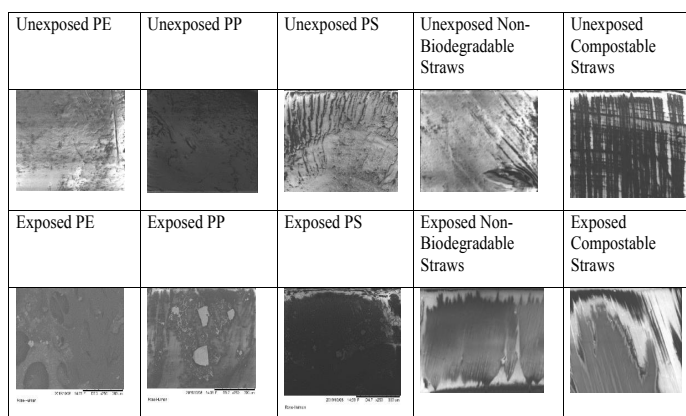 Unexposed PE
Unexposed PP
Unexposed PS
Unexposed Non-
Biodegradable
Straws
Unexposed
Compostable
Straws
Exposed PE
Exposed PP
Exposed PS
Exposed Non-
Biodegradable
Straws
Exposed
Compostable
Straws